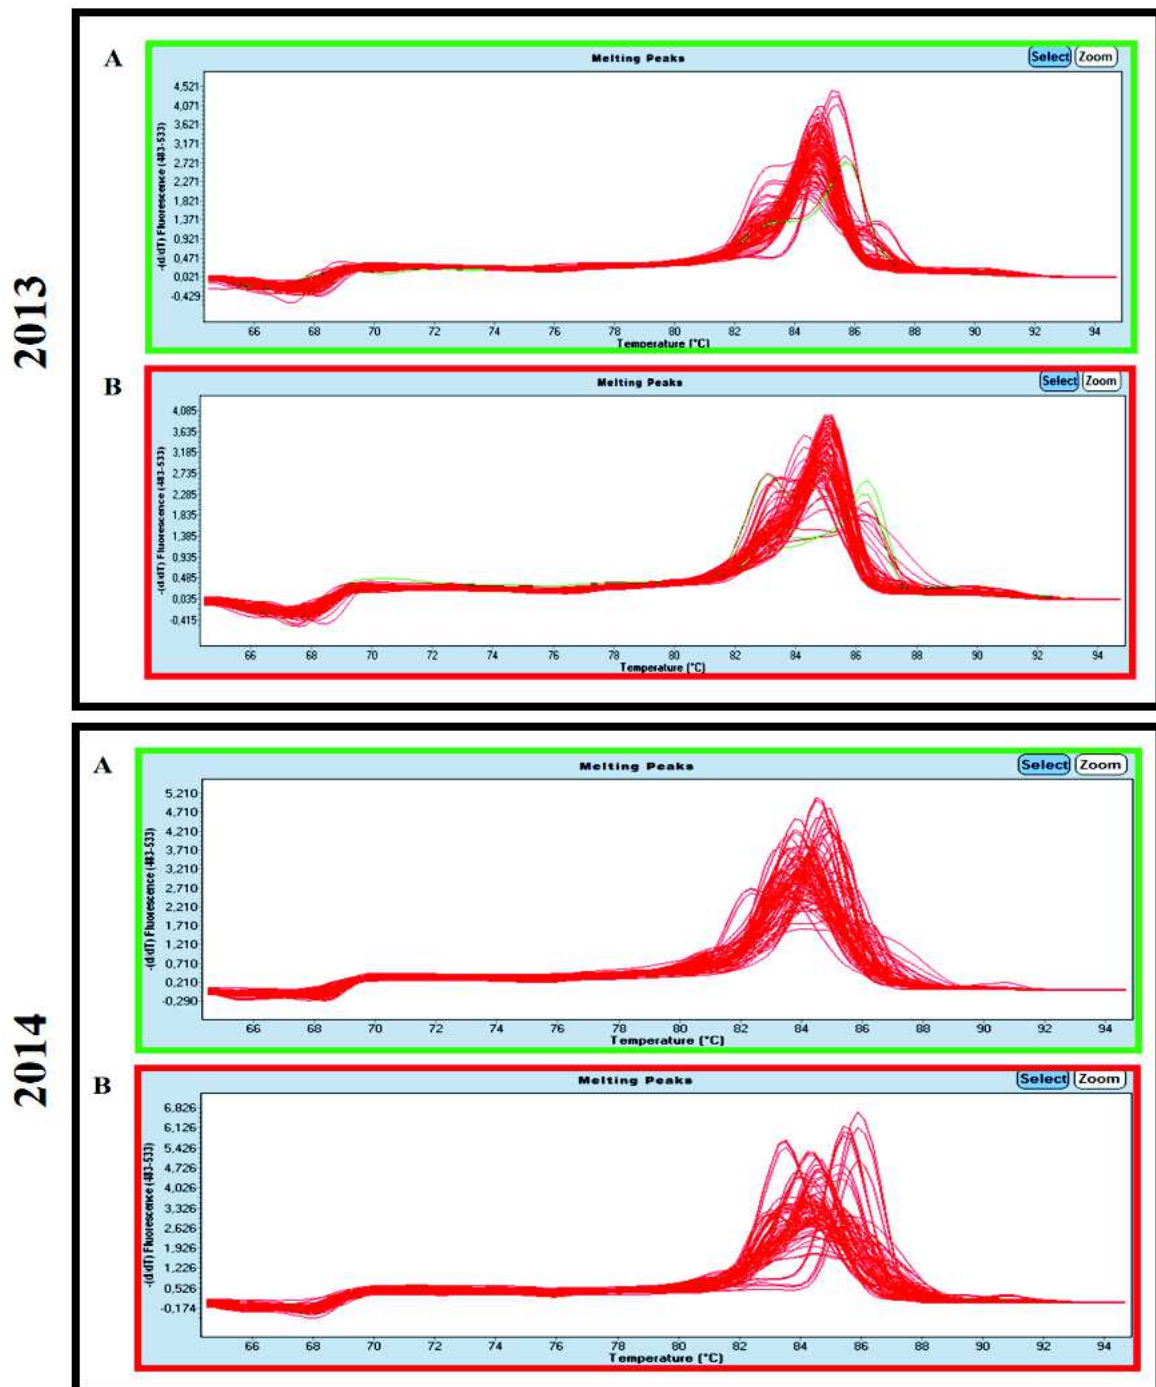 2013
A
Melting Peaks
Select Zoom
-(d/dT) Fluorescence (483-533)
4,521
4,071
3,621
3,171
2,721
2,271
1,821
1,371
0,921
0,471
0,021
-0,429
66 68 70 72 74 76 78 80 82 84 86 88 90 92 94
Temperature (°C)
B
Melting Peaks
Select Zoom
-(d/dT) Fluorescence (483-533)
4,085
3,635
3,185
2,735
2,285
1,835
1,385
0,935
0,485
0,035
-0,415
66 68 70 72 74 76 78 80 82 84 86 88 90 92 94
Temperature (°C)
2014
A
Melting Peaks
Select Zoom
-(d/dT) Fluorescence (483-533)
5,210
4,710
4,210
3,710
3,210
2,710
2,210
1,710
1,210
0,710
0,210
-0,290
66 68 70 72 74 76 78 80 82 84 86 88 90 92 94
Temperature (°C)
B
Melting Peaks
Select Zoom
-(d/dT) Fluorescence (483-533)
6,826
6,126
5,426
4,726
4,026
3,326
2,626
1,926
1,226
0,526
-0,174
66 68 70 72 74 76 78 80 82 84 86 88 90 92 94
Temperature (°C)